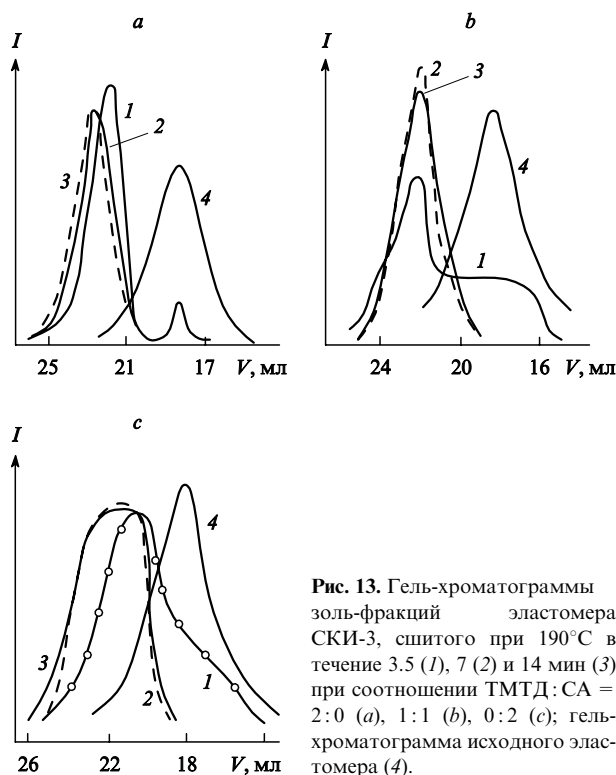 a
I
1
2
3
4
25
21
17
V, мл
b
I
2
3
4
1
24
20
16
V, мл
c
I
4
3
2
1
26
22
18
V, мл
Рис. 13. Гель-хроматограммы
золь-фракций эластомера
СКИ-3, сшитого при 190°C в
течение 3.5 (1), 7 (2) и 14 мин (3)
при соотношении ТМТД : СА =
2 : 0 (a), 1 : 1 (b), 0 : 2 (c); гель-
хроматограмма исходного элас-
томера (4).